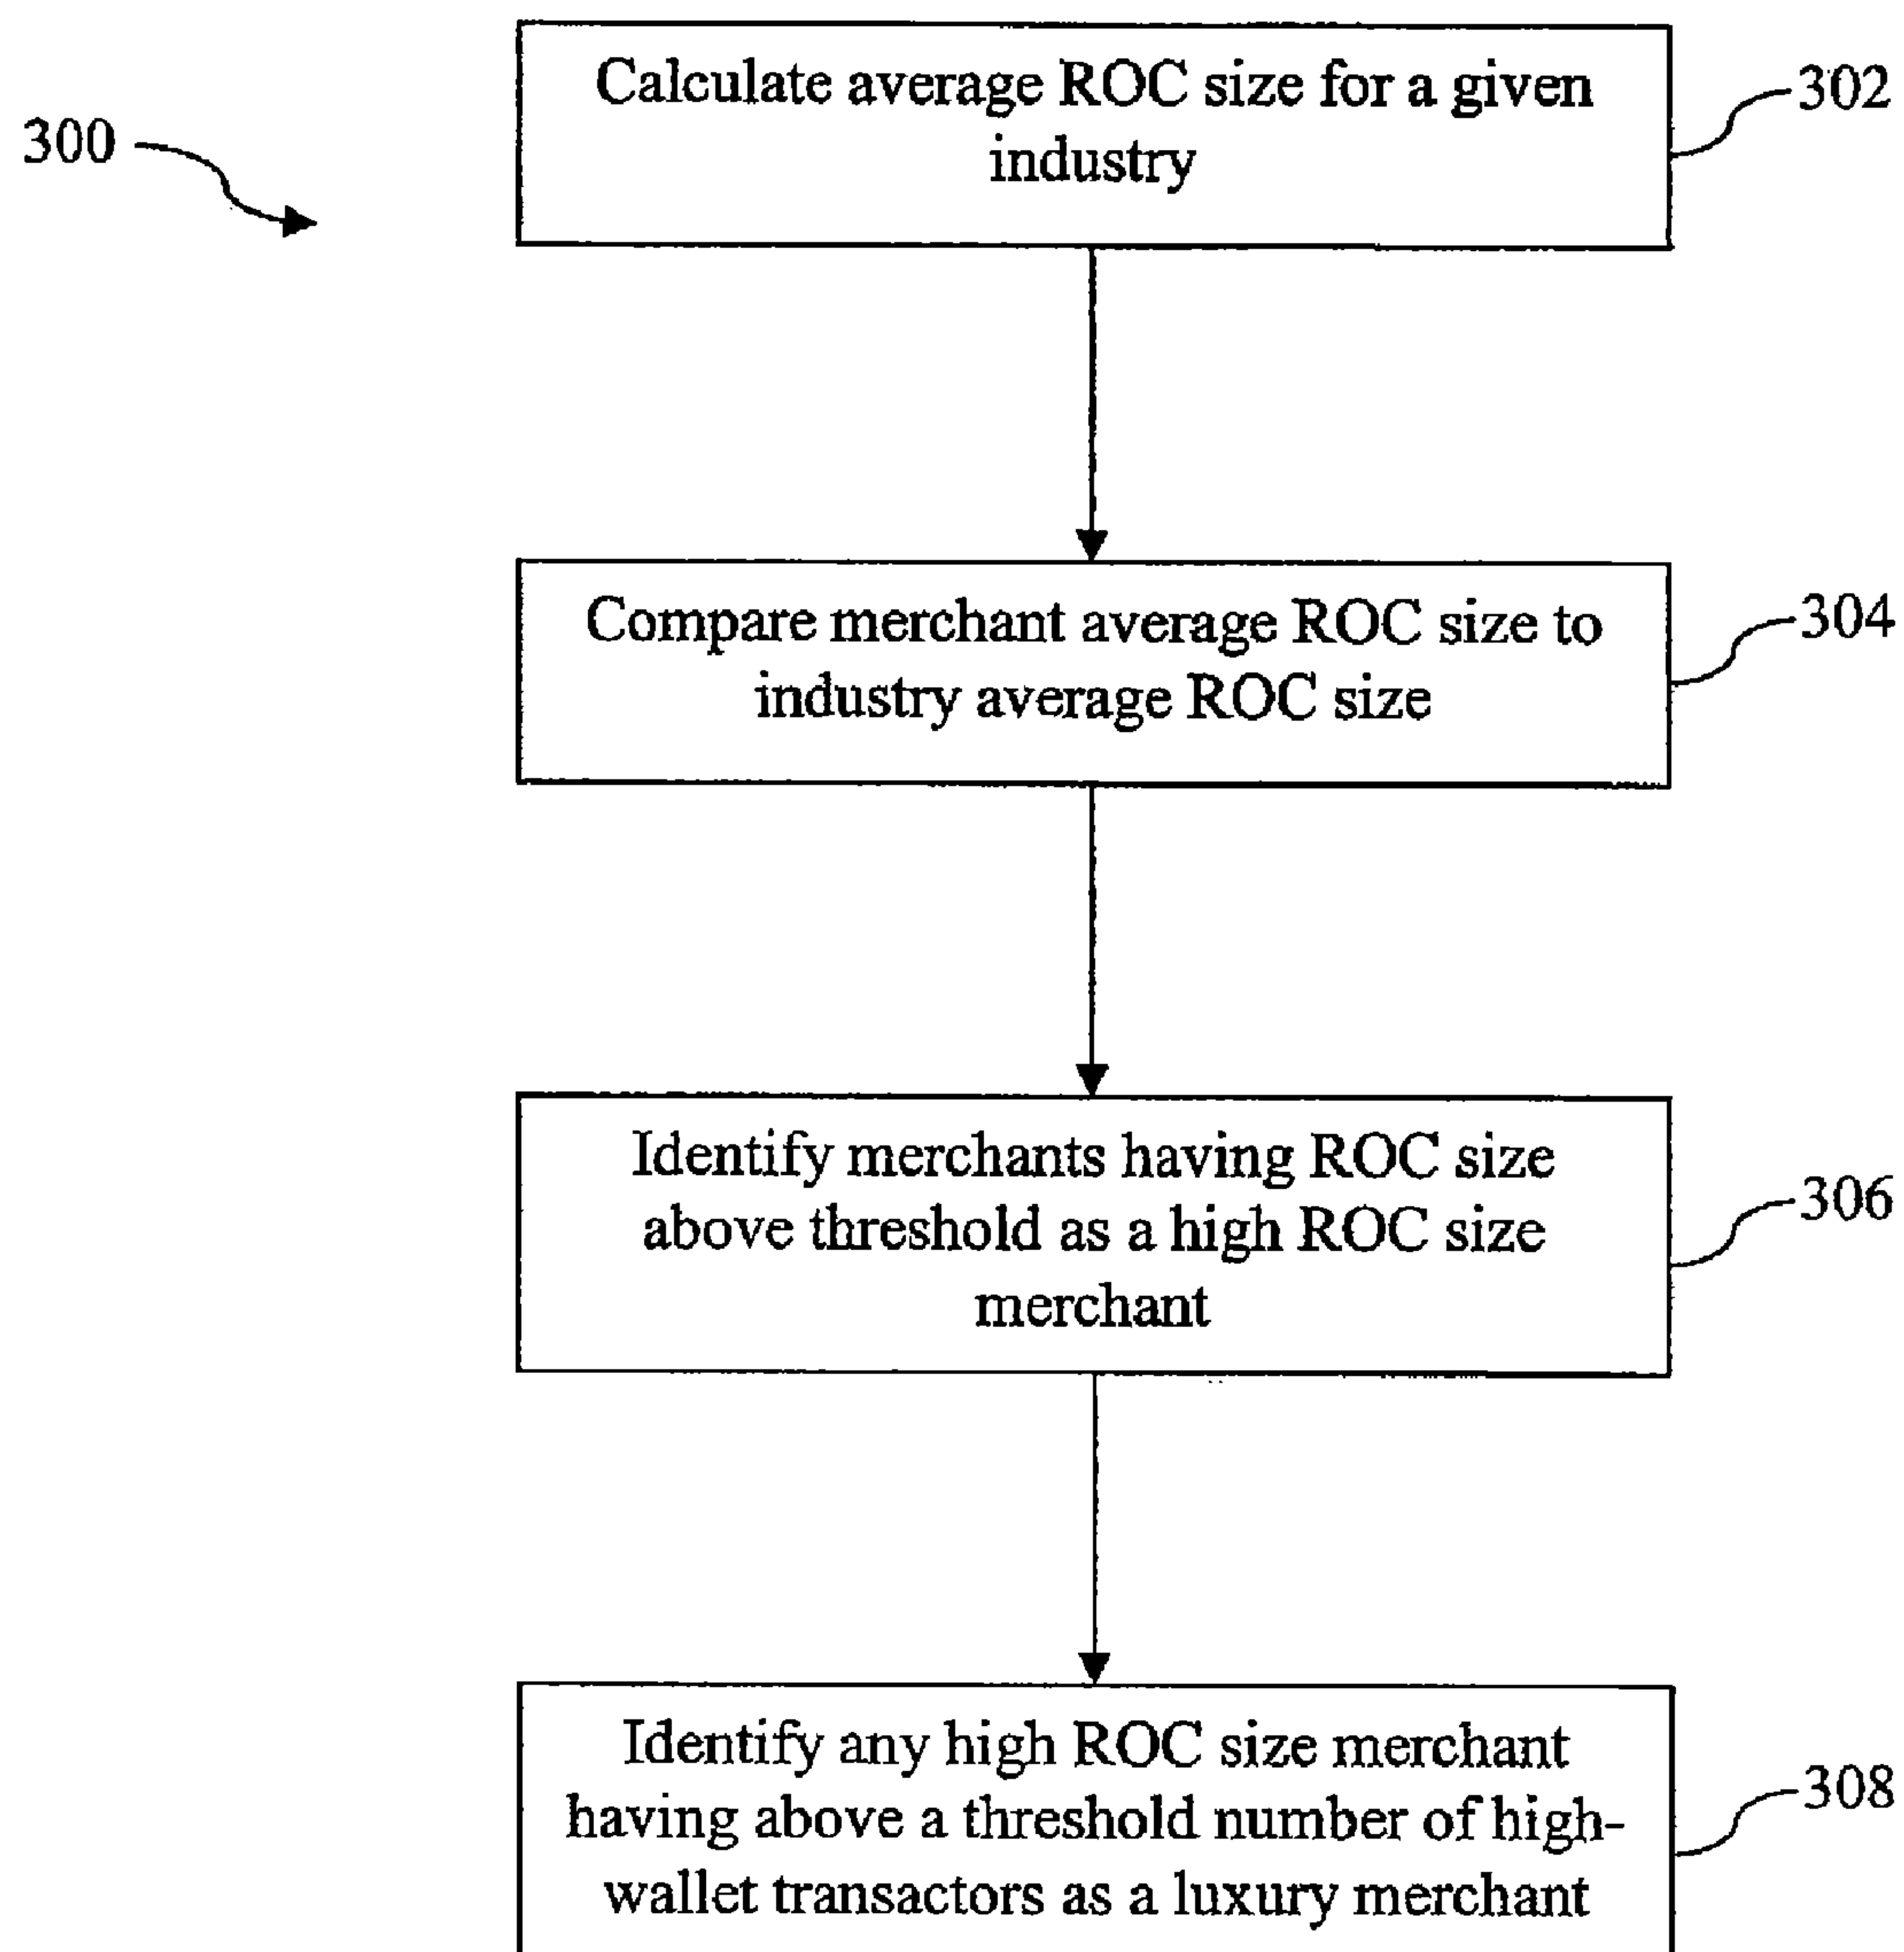 300
Calculate average ROC size for a given
industry
302
Compare merchant average ROC size to
industry average ROC size
304
Identify merchants having ROC size
above threshold as a high ROC size
merchant
306
Identify any high ROC size merchant
having above a threshold number of high-
wallet transactors as a luxury merchant
308